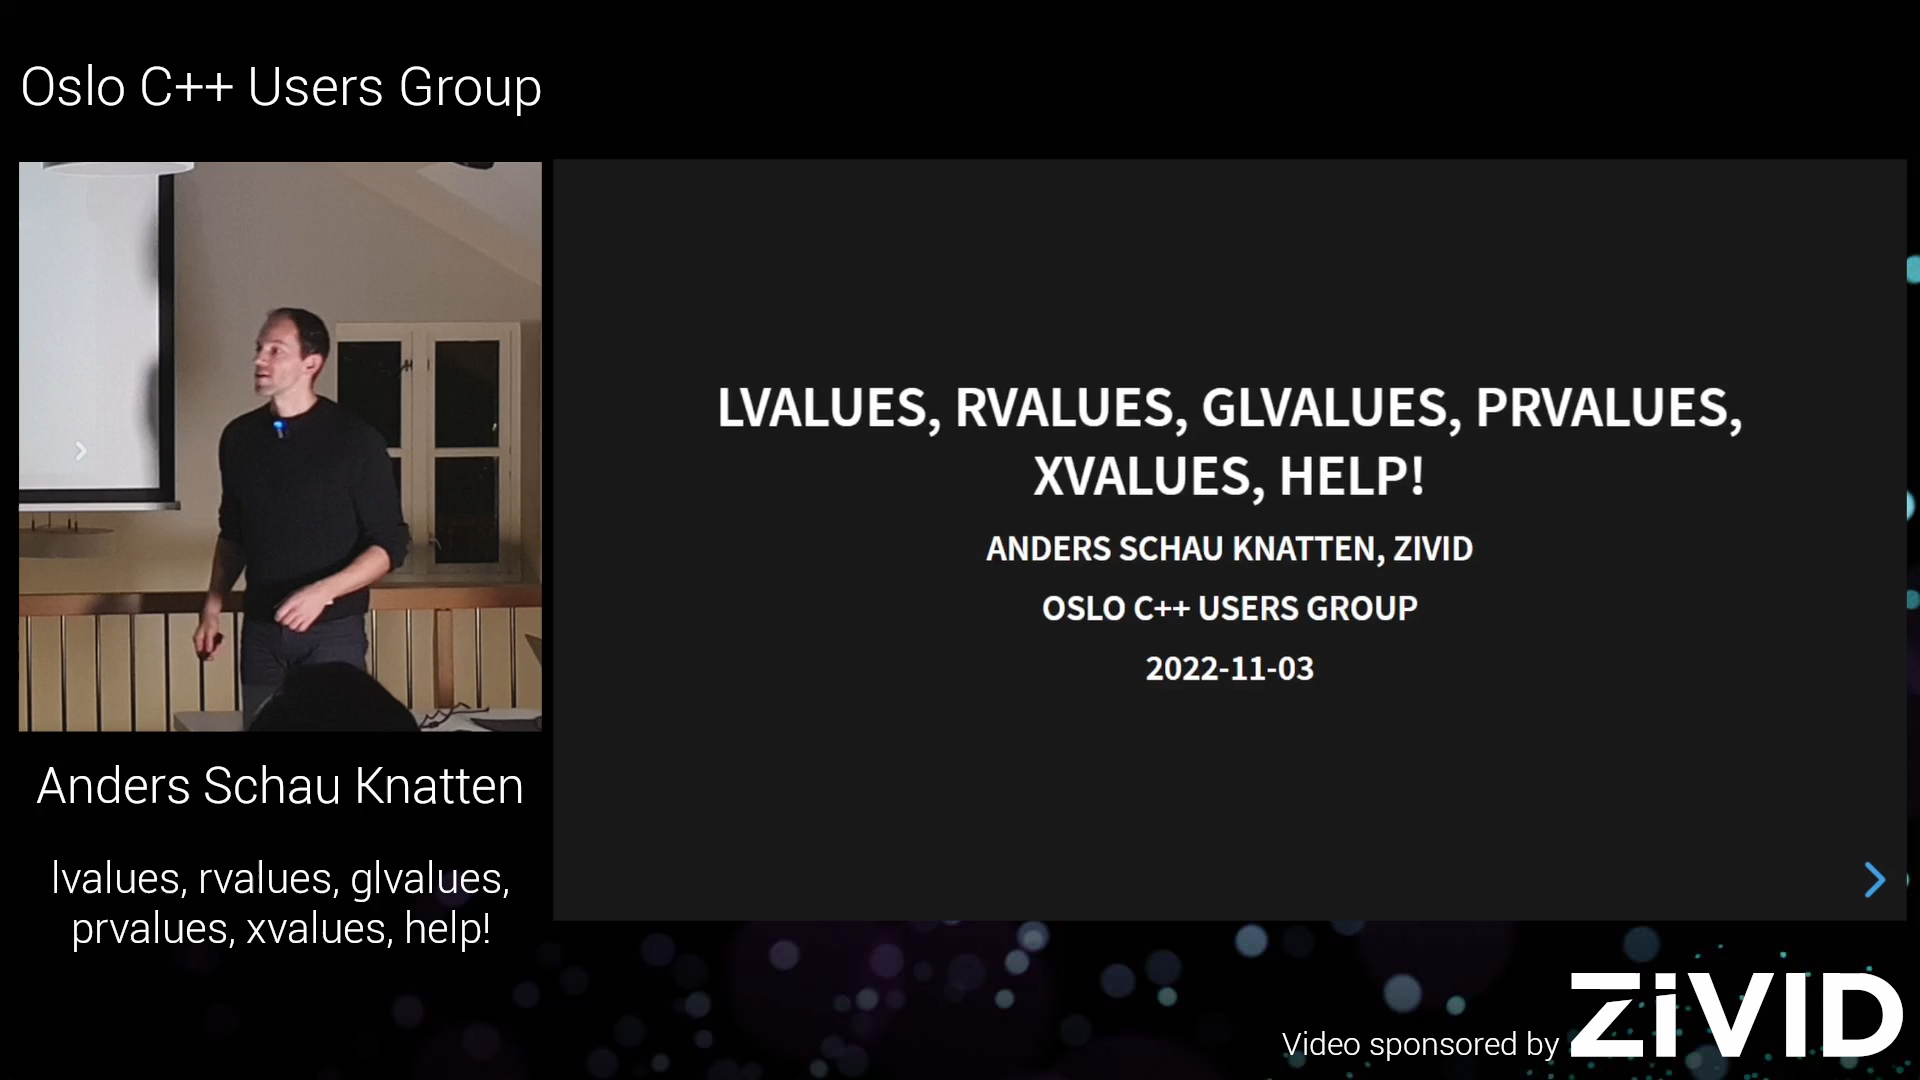 Oslo C++ Users Group
LVALUES, RVALUES, GLVALUES, PRVALUES,
XVALUES, HELP!
ANDERS SCHAU KNATTEN, ZIVID
OSLO C++ USERS GROUP
2022-11-03
Anders Schau Knatten
lvalues, rvalues, glvalues,
prvalues, xvalues, help!
Video sponsored by ZiVID